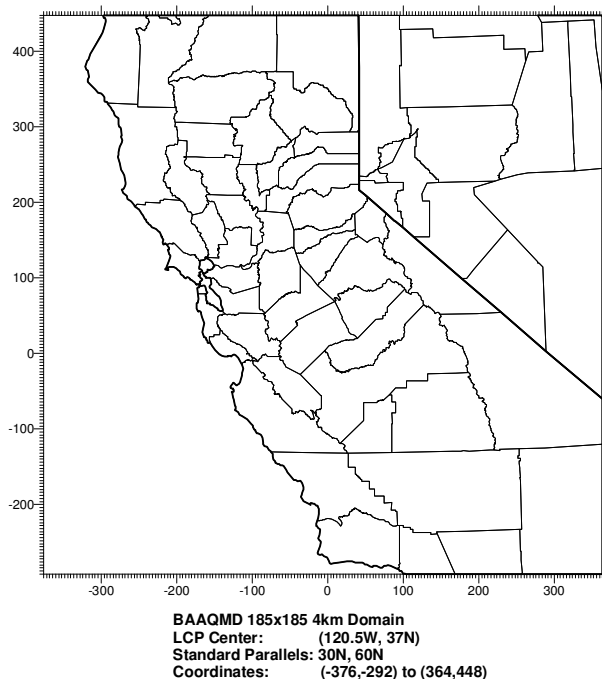 400
300
200
100
0
-100
-200
-300 -200 -100 0 100 200 300
BAAQMD 185x185 4km Domain
LCP Center: (120.5W, 37N)
Standard Parallels: 30N, 60N
Coordinates: (-376,-292) to (364,448)